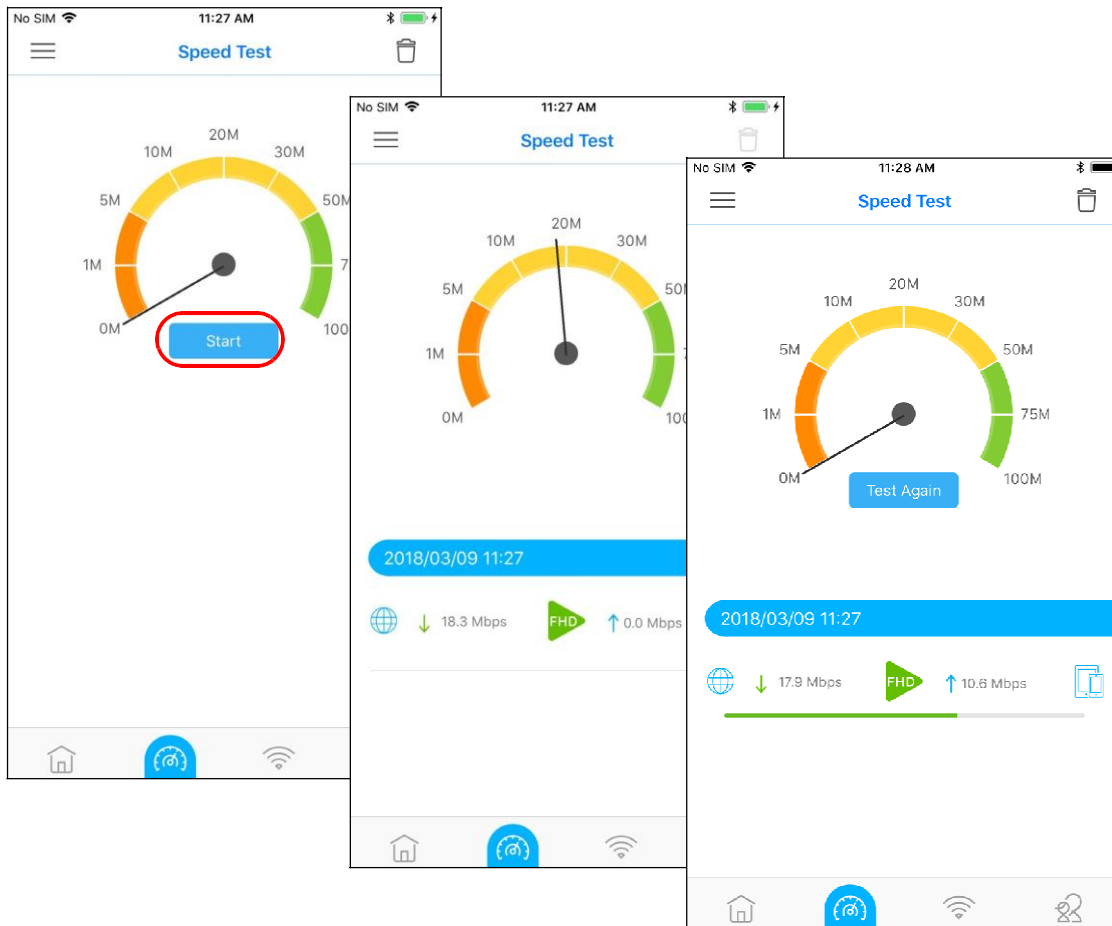 No SIM 11:27 AM
Speed Test
20M
10M 30M
5M 50M
1M 7
0M 100
Start
No SIM 11:27 AM
Speed Test
20M
10M 30M
5M 50
1M
0M 100
2018/03/09 11:27
18.3 Mbps FHD 0.0 Mbps
No SIM 11:28 AM
Speed Test
20M
10M 30M
5M 50M
1M 75M
0M 100M
Test Again
2018/03/09 11:27
17.9 Mbps FHD 10.6 Mbps